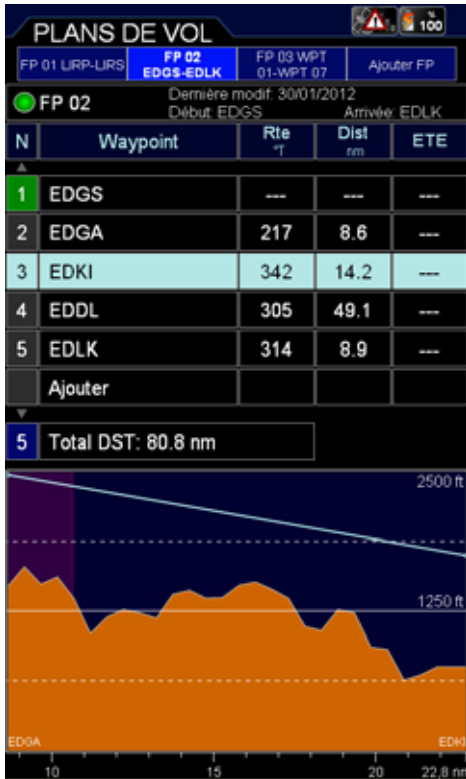 PLANS DE VOL
% 100
FP 01 LIRP-LIRS
FP 02 EDGS-EDLK
FP 03 WPT 01-WPT 07
Ajouter FP
FP 02
Dernière modif: 30/01/2012
Début: EDGS Arrivée: EDLK
N Waypoint Rte °T Dist nm ETE
1 EDGS --- --- ---
2 EDGA 217 8.6 ---
3 EDKI 342 14.2 ---
4 EDDL 305 49.1 ---
5 EDLK 314 8.9 ---
Ajouter
5 Total DST: 80.8 nm
2500 ft
1250 ft
EDGA EDKI
10 15 20 22,8 nm